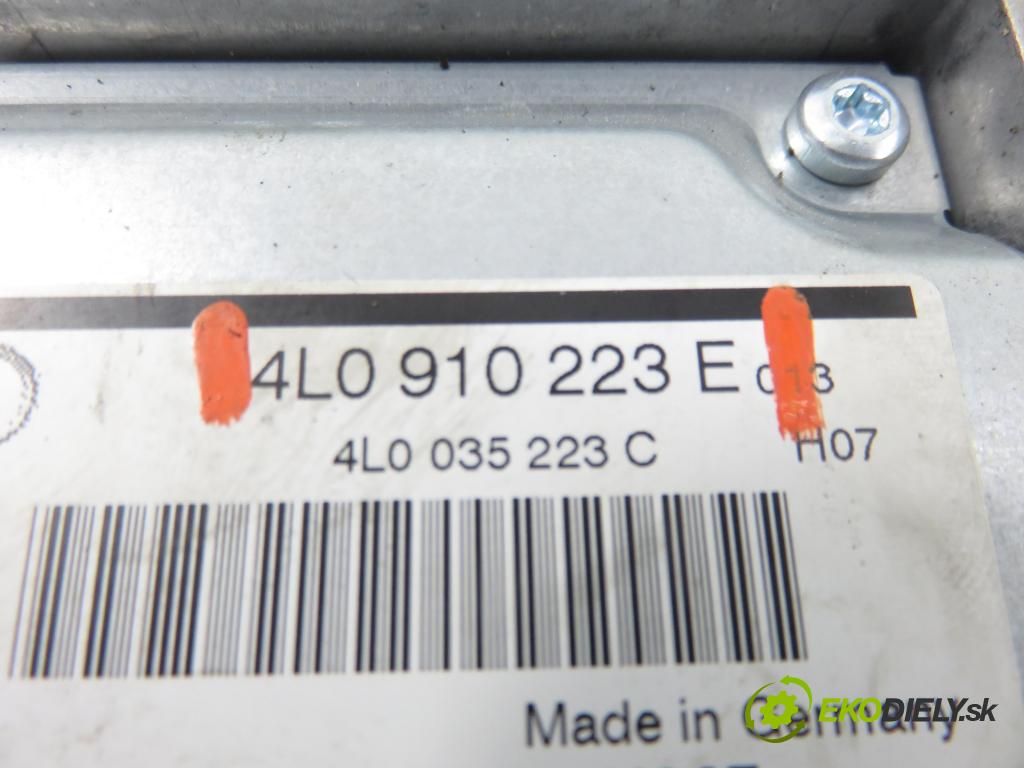 4L0 910 223 E 013
4L0 035 223 C H07
Made in Germany
EKODIELY.sk